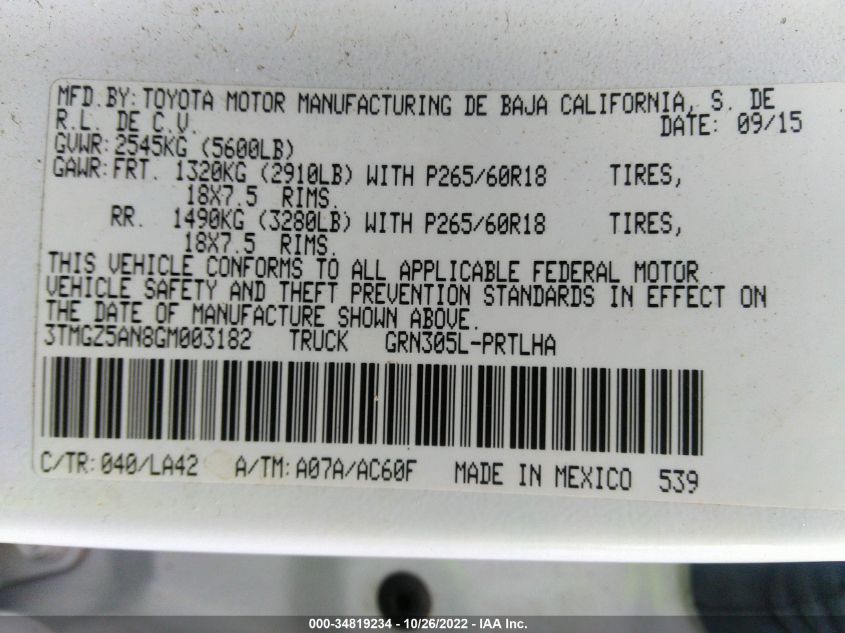 MFD.BY: TOYOTA MOTOR MANUFACTURING DE BAJA CALIFORNIA, S. DE
R.L. DE C.V. DATE: 09/15
GVWR: 2545KG (5600LB)
GAWR: FRT. 1320KG (2910LB) WITH P265/60R18 TIRES,
18X7.5 RIMS.
RR. 1490KG (3280LB) WITH P265/60R18 TIRES,
18X7.5 RIMS.
THIS VEHICLE CONFORMS TO ALL APPLICABLE FEDERAL MOTOR
VEHICLE SAFETY AND THEFT PREVENTION STANDARDS IN EFFECT ON
THE DATE OF MANUFACTURE SHOWN ABOVE.
3TMGZ5AN8GM003182 TRUCK GRN305L-PRTLHA
C/TR: 040/LA42 A/TM: A07A/AC60F MADE IN MEXICO 539
000-34819234 - 10/26/2022 - IAA Inc.